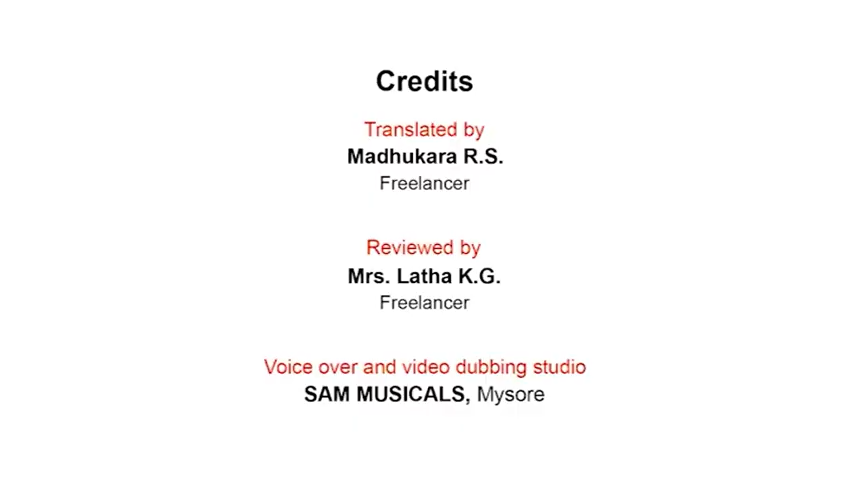 Credits
Translated by
Madhukara R.S.
Freelancer
Reviewed by
Mrs. Latha K.G.
Freelancer
Voice over and video dubbing studio
SAM MUSICALS, Mysore